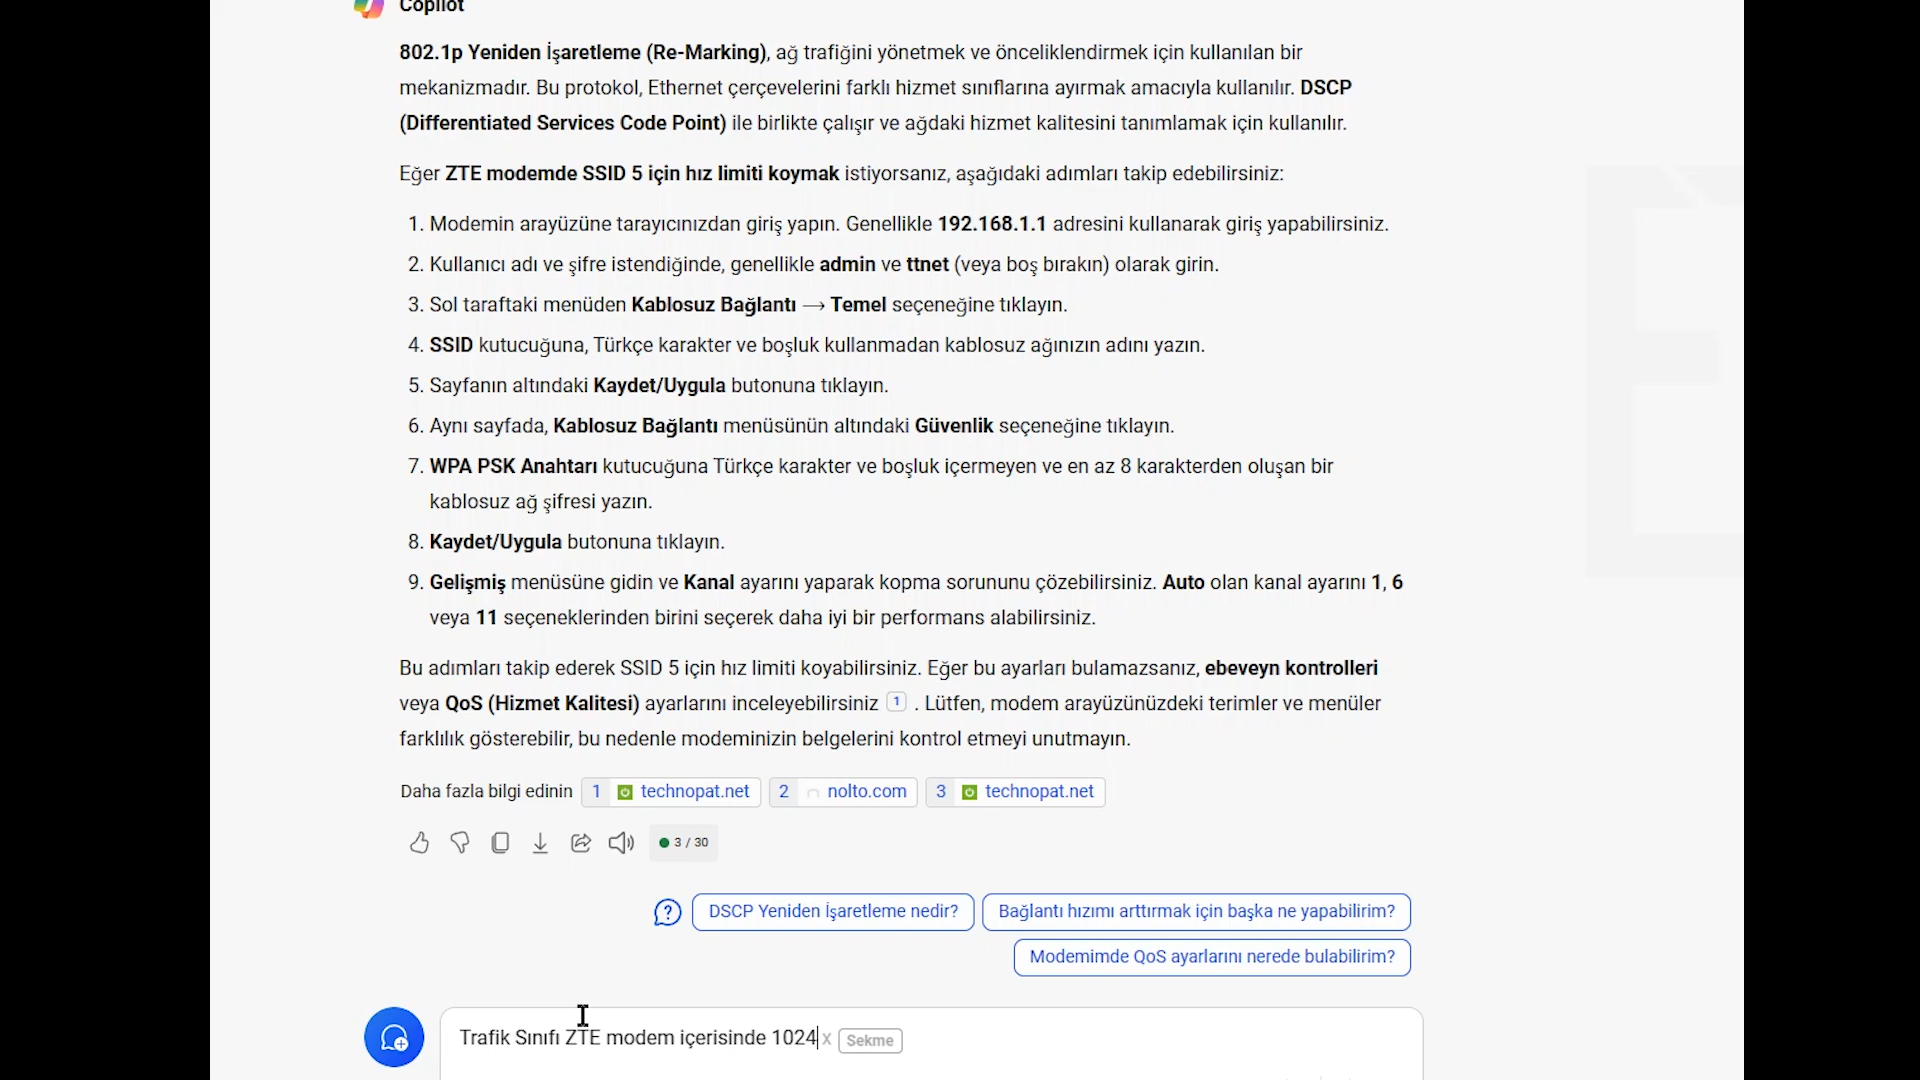 Copilot
802.1p Yeniden İşaretleme (Re-Marking), ağ trafiğini yönetmek ve önceliklendirmek için kullanılan bir
mekanizmadır. Bu protokol, Ethernet çerçevelerini farklı hizmet sınıflarına ayırmak amacıyla kullanılır. DSCP
(Differentiated Services Code Point) ile birlikte çalışır ve ağdaki hizmet kalitesini tanımlamak için kullanılır.
Eğer ZTE modemde SSID 5 için hız limiti koymak istiyorsanız, aşağıdaki adımları takip edebilirsiniz:
1. Modemin arayüzüne tarayıcınızdan giriş yapın. Genellikle 192.168.1.1 adresini kullanarak giriş yapabilirsiniz.
2. Kullanıcı adı ve şifre istendiğinde, genellikle admin ve ttnet (veya boş bırakın) olarak girin.
3. Sol taraftaki menüden Kablosuz Bağlantı → Temel seçeneğine tıklayın.
4. SSID kutucuğuna, Türkçe karakter ve boşluk kullanmadan kablosuz ağınızın adını yazın.
5. Sayfanın altındaki Kaydet/Uygula butonuna tıklayın.
6. Aynı sayfada, Kablosuz Bağlantı menüsünün altındaki Güvenlik seçeneğine tıklayın.
7. WPA PSK Anahtarı kutucuğuna Türkçe karakter ve boşluk içermeyen ve en az 8 karakterden oluşan bir
kablosuz ağ şifresi yazın.
8. Kaydet/Uygula butonuna tıklayın.
9. Gelişmiş menüsüne gidin ve Kanal ayarını yaparak kopma sorununu çözebilirsiniz. Auto olan kanal ayarını 1, 6
veya 11 seçeneklerinden birini seçerek daha iyi bir performans alabilirsiniz.
Bu adımları takip ederek SSID 5 için hız limiti koyabilirsiniz. Eğer bu ayarları bulamazsanız, ebeveyn kontrolleri
veya QoS (Hizmet Kalitesi) ayarlarını inceleyebilirsiniz 1 . Lütfen, modem arayüzünüzdeki terimler ve menüler
farklılık gösterebilir, bu nedenle modeminizin belgelerini kontrol etmeyi unutmayın.
Daha fazla bilgi edinin 1 technopat.net 2 nolto.com 3 technopat.net
3 / 30
DSCP Yeniden İşaretleme nedir? Bağlantı hızımı arttırmak için başka ne yapabilirim?
Modemimde QoS ayarlarını nerede bulabilirim?
Trafik Sınıfı ZTE modem içerisinde 1024 x Sekme